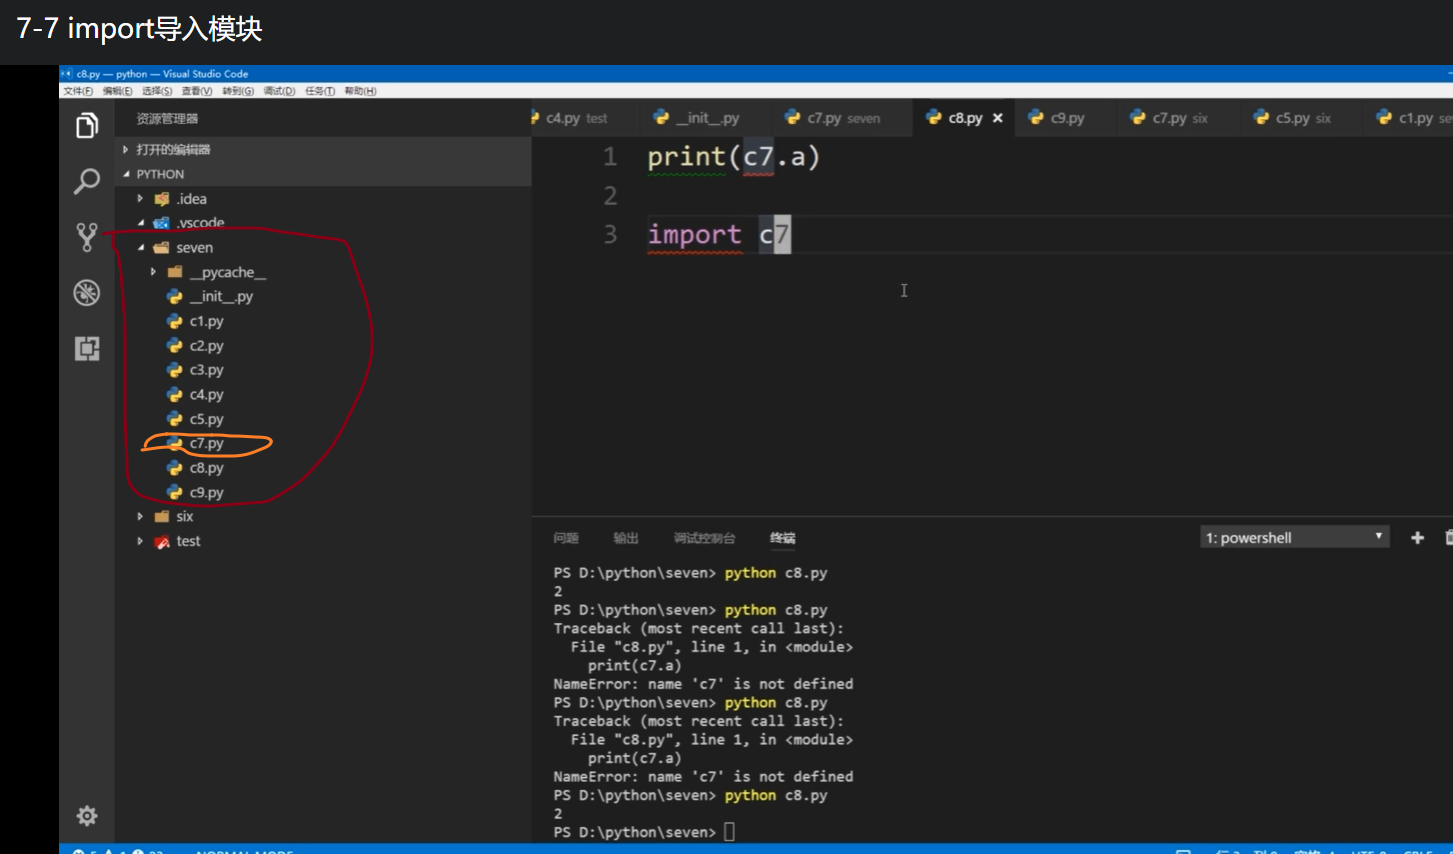 7-7 import导入模块
c8.py — python — Visual Studio Code
文件(F) 编辑(E) 选择(S) 查看(V) 转到(G) 调试(D) 任务(T) 帮助(H)
资源管理器
c4.py test __init__.py c7.py seven c8.py c9.py c7.py six c5.py six c1.py se
打开的编辑器
PYTHON
.idea
.vscode
seven
__pycache__
__init__.py
c1.py
c2.py
c3.py
c4.py
c5.py
c7.py
c8.py
c9.py
six
test
1 print(c7.a)
2
3 import c7
问题 输出 调试控制台 终端 1: powershell
PS D:\python\seven> python c8.py
2
PS D:\python\seven> python c8.py
Traceback (most recent call last):
File "c8.py", line 1, in <module>
print(c7.a)
NameError: name 'c7' is not defined
PS D:\python\seven> python c8.py
Traceback (most recent call last):
File "c8.py", line 1, in <module>
print(c7.a)
NameError: name 'c7' is not defined
PS D:\python\seven> python c8.py
2
PS D:\python\seven>